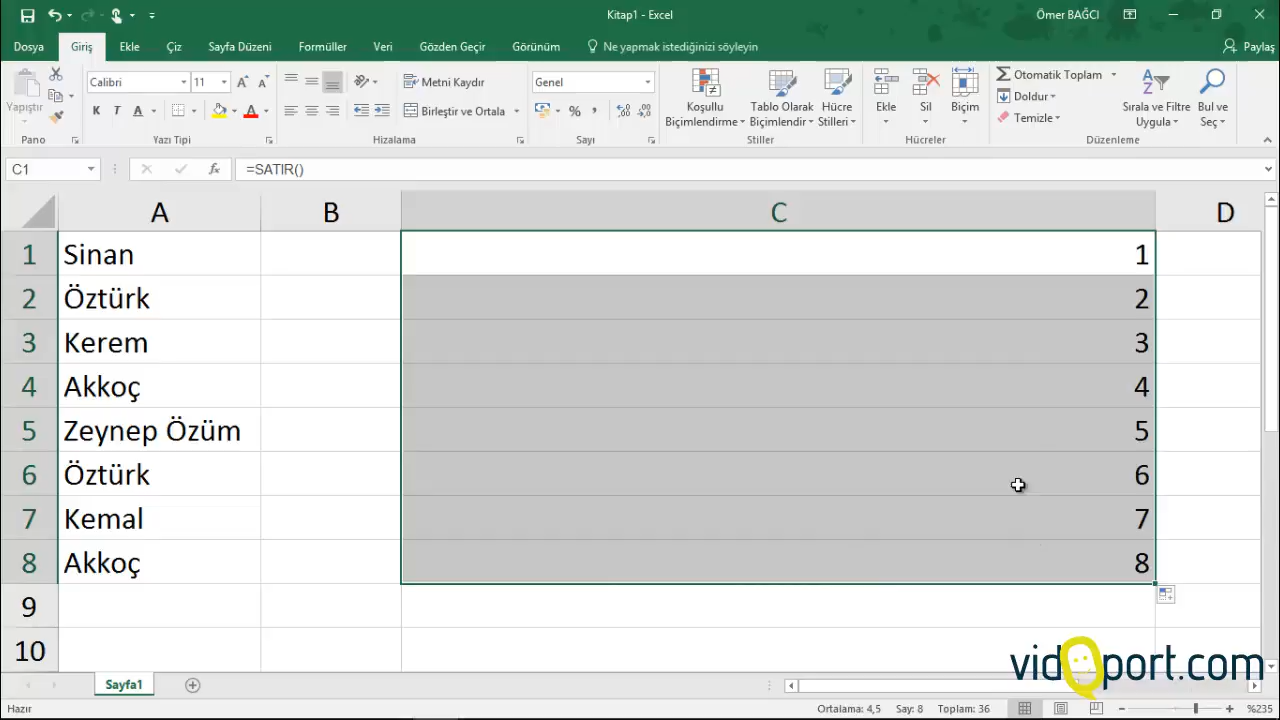 Kitap1 - Excel
Ömer BAĞCI
Dosya Giriş Ekle Çiz Sayfa Düzeni Formüller Veri Gözden Geçir Görünüm Ne yapmak istediğinizi söyleyin Paylaş
Yapıştır
Calibri 11
K T A
Metni Kaydır
Birleştir ve Ortala
Genel
%
Koşullu Biçimlendirme
Tablo Olarak Biçimlendir
Hücre Stilleri
Ekle
Sil
Biçim
Otomatik Toplam
Doldur
Temizle
Sırala ve Filtre Uygula
Bul ve Seç
Pano Yazı Tipi Hizalama Sayı Stiller Hücreler Düzenleme
C1 fx =SATIR()
A B C D
1 Sinan 1
2 Öztürk 2
3 Kerem 3
4 Akkoç 4
5 Zeynep Özüm 5
6 Öztürk 6
7 Kemal 7
8 Akkoç 8
9
10
vidoport.com
Sayfa1
Hazır Ortalama: 4,5 Say: 8 Toplam: 36 %235